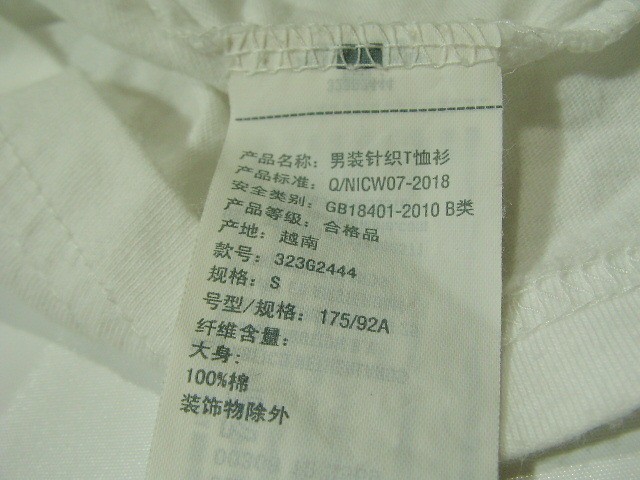 产品名称：男装针织T恤衫
产品标准：Q/NICW07-2018
安全类别：GB18401-2010 B类
产品等级：合格品
产地：越南
款号：323G2444
规格：S
号型/规格：175/92A
纤维含量：
大身：
100%棉
装饰物除外